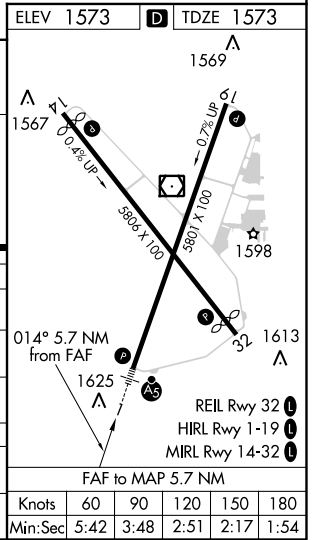 ELEV 1573 D TDZE 1573
1569
1567
14
19
P
P
0.4% UP
0.7% UP
5806 X 100
5801 X 100
1598
P
32
014° 5.7 NM
from FAF
P
1613
1625
A5
REIL Rwy 32 L
HIRL Rwy 1-19 L
MIRL Rwy 14-32 L
FAF to MAP 5.7 NM
Knots 60 90 120 150 180
Min:Sec 5:42 3:48 2:51 2:17 1:54